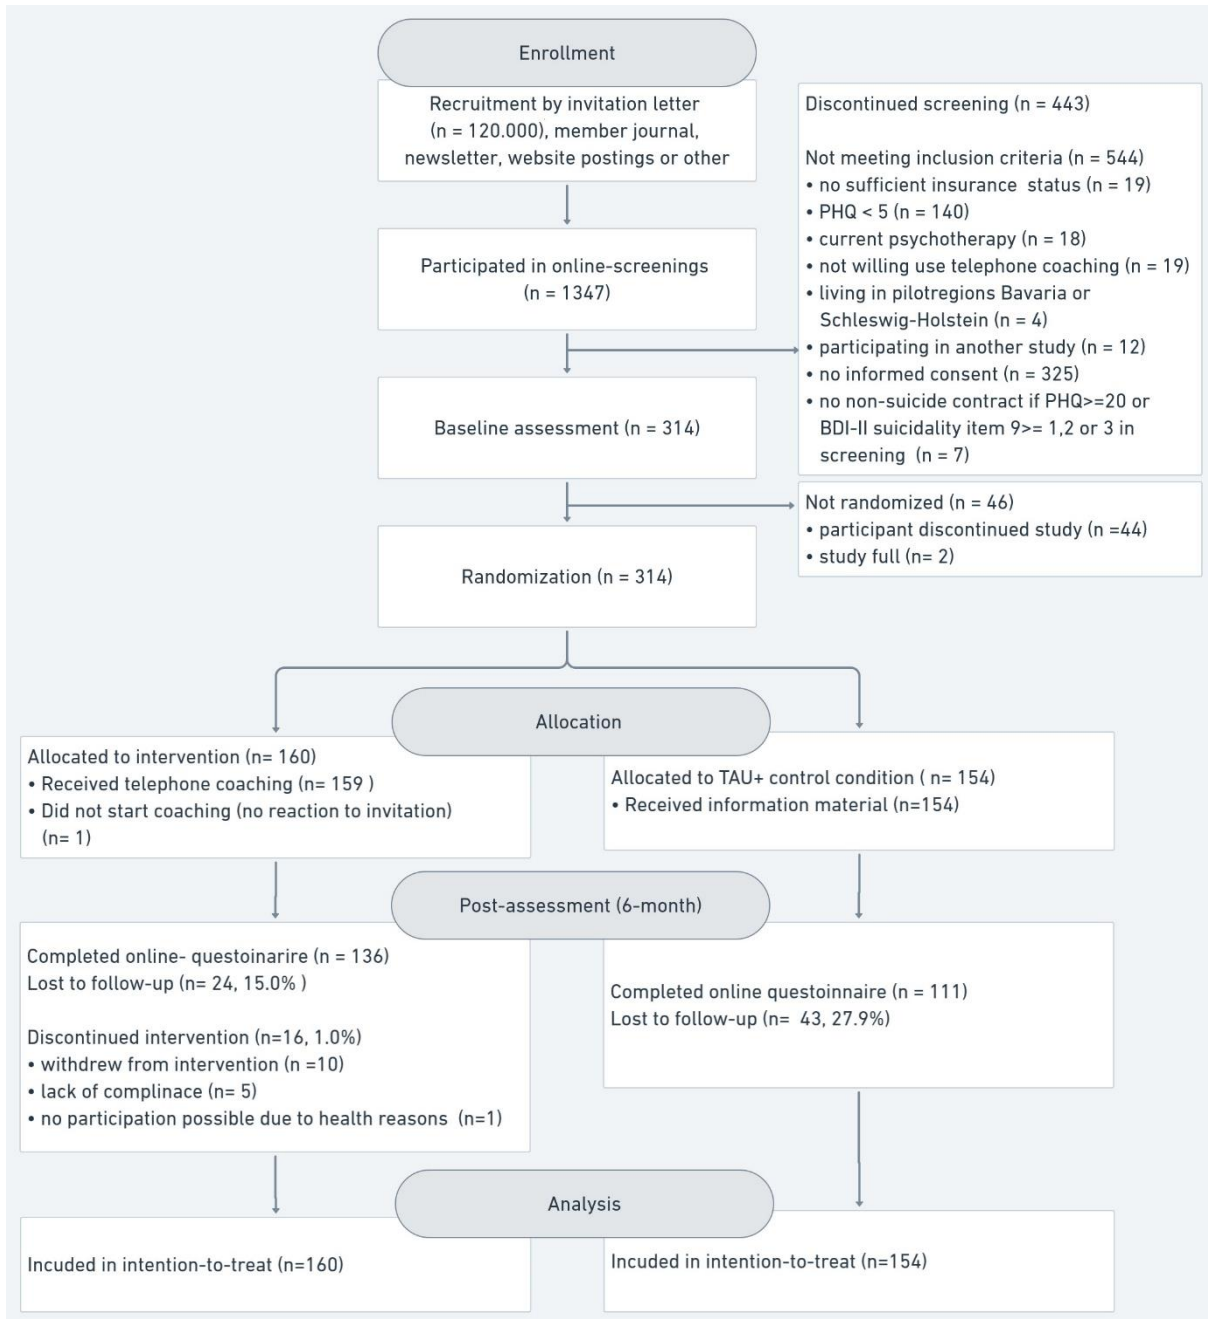 Enrollment
Recruitment by invitation letter
(n = 120.000), member journal,
newsletter, website postings or other
Participated in online-screenings
(n = 1347)
Discontinued screening (n = 443)
Not meeting inclusion criteria (n = 544)
• no sufficient insurance status (n = 19)
• PHQ < 5 (n = 140)
• current psychotherapy (n = 18)
• not willing use telephone coaching (n = 19)
• living in pilotregions Bavaria or
Schleswig-Holstein (n = 4)
• participating in another study (n = 12)
• no informed consent (n = 325)
• no non-suicide contract if PHQ>=20 or
BDI-II suicidality item 9>= 1,2 or 3 in
screening (n = 7)
Baseline assessment (n = 314)
Not randomized (n = 46)
• participant discontinued study (n =44)
• study full (n= 2)
Randomization (n = 314)
Allocation
Allocated to intervention (n= 160)
• Received telephone coaching (n= 159 )
• Did not start coaching (no reaction to invitation)
(n= 1)
Allocated to TAU+ control condition ( n= 154)
• Received information material (n=154)
Post-assessment (6-month)
Completed online- questoinarire (n = 136)
Lost to follow-up (n= 24, 15.0% )
Discontinued intervention (n=16, 1.0%)
• withdrew from intervention (n =10)
• lack of complinace (n= 5)
• no participation possible due to health reasons (n=1)
Completed online questoinnaire (n = 111)
Lost to follow-up (n= 43, 27.9%)
Analysis
Incuded in intention-to-treat (n=160)
Incuded in intention-to-treat (n=154)